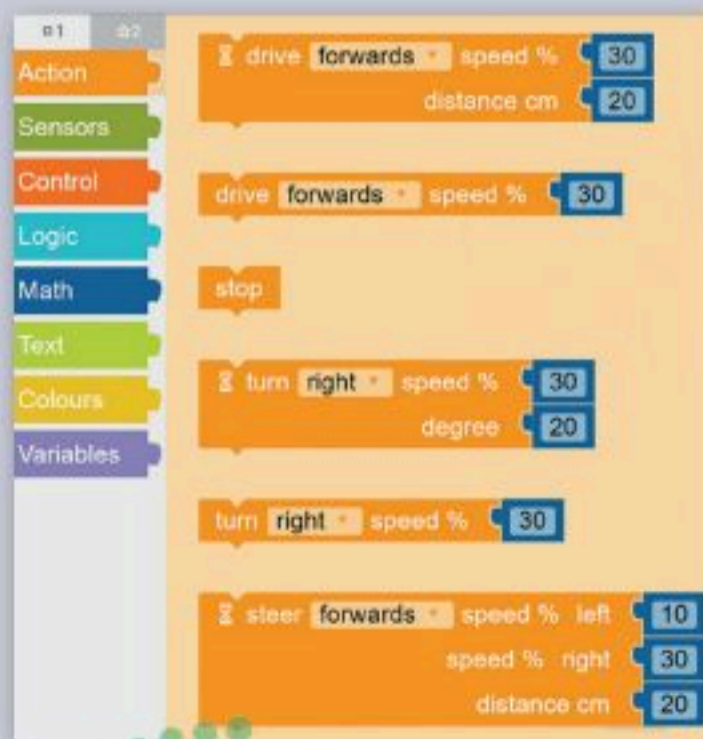 1
2
Action
Sensors
Control
Logic
Math
Text
Colours
Variables
drive forwards speed % 30
distance cm 20
drive forwards speed % 30
stop
turn right speed % 30
degree 20
turn right speed % 30
steer forwards speed % left 10
speed % right 30
distance cm 20